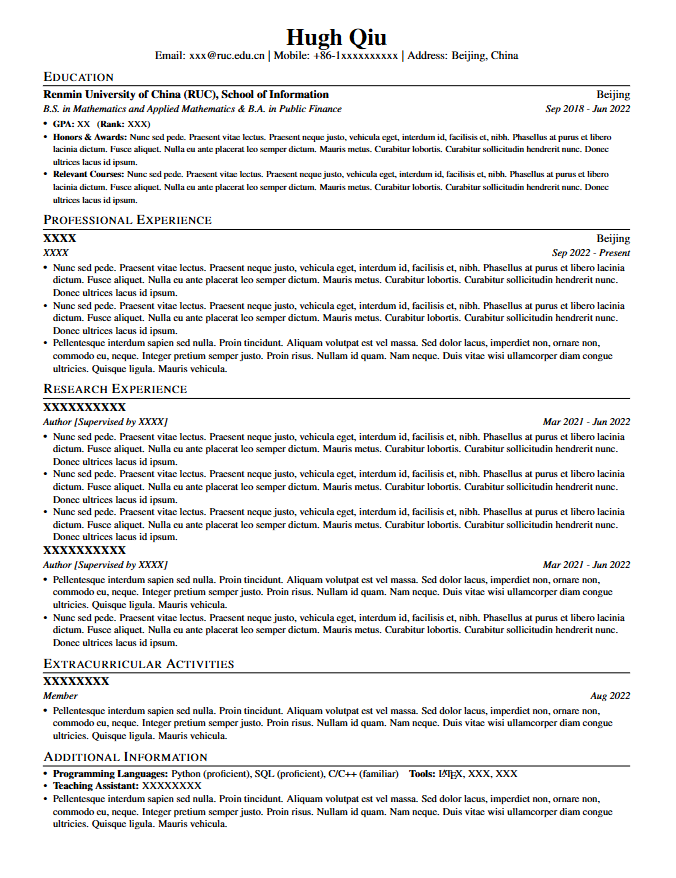 Hugh Qiu
Email: xxx@ruc.edu.cn | Mobile: +86-1xxxxxxxxxx | Address: Beijing, China
EDUCATION
Renmin University of China (RUC), School of Information Beijing
B.S. in Mathematics and Applied Mathematics & B.A. in Public Finance Sep 2018 - Jun 2022
• GPA: XX (Rank: XXX)
• Honors & Awards: Nunc sed pede. Praesent vitae lectus. Praesent neque justo, vehicula eget, interdum id, facilisis et, nibh. Phasellus at purus et libero
lacinia dictum. Fusce aliquet. Nulla eu ante placerat leo semper dictum. Mauris metus. Curabitur lobortis. Curabitur sollicitudin hendrerit nunc. Donec
ultrices lacus id ipsum.
• Relevant Courses: Nunc sed pede. Praesent vitae lectus. Praesent neque justo, vehicula eget, interdum id, facilisis et, nibh. Phasellus at purus et libero
lacinia dictum. Fusce aliquet. Nulla eu ante placerat leo semper dictum. Mauris metus. Curabitur lobortis. Curabitur sollicitudin hendrerit nunc. Donec
ultrices lacus id ipsum.
PROFESSIONAL EXPERIENCE
XXXX Beijing
XXXX Sep 2022 - Present
• Nunc sed pede. Praesent vitae lectus. Praesent neque justo, vehicula eget, interdum id, facilisis et, nibh. Phasellus at purus et libero lacinia
dictum. Fusce aliquet. Nulla eu ante placerat leo semper dictum. Mauris metus. Curabitur lobortis. Curabitur sollicitudin hendrerit nunc.
Donec ultrices lacus id ipsum.
• Nunc sed pede. Praesent vitae lectus. Praesent neque justo, vehicula eget, interdum id, facilisis et, nibh. Phasellus at purus et libero lacinia
dictum. Fusce aliquet. Nulla eu ante placerat leo semper dictum. Mauris metus. Curabitur lobortis. Curabitur sollicitudin hendrerit nunc.
Donec ultrices lacus id ipsum.
• Pellentesque interdum sapien sed nulla. Proin tincidunt. Aliquam volutpat est vel massa. Sed dolor lacus, imperdiet non, ornare non,
commodo eu, neque. Integer pretium semper justo. Proin risus. Nullam id quam. Nam neque. Duis vitae wisi ullamcorper diam congue
ultricies. Quisque ligula. Mauris vehicula.
RESEARCH EXPERIENCE
XXXXXXXXXX
Author [Supervised by XXXX] Mar 2021 - Jun 2022
• Nunc sed pede. Praesent vitae lectus. Praesent neque justo, vehicula eget, interdum id, facilisis et, nibh. Phasellus at purus et libero lacinia
dictum. Fusce aliquet. Nulla eu ante placerat leo semper dictum. Mauris metus. Curabitur lobortis. Curabitur sollicitudin hendrerit nunc.
Donec ultrices lacus id ipsum.
• Nunc sed pede. Praesent vitae lectus. Praesent neque justo, vehicula eget, interdum id, facilisis et, nibh. Phasellus at purus et libero lacinia
dictum. Fusce aliquet. Nulla eu ante placerat leo semper dictum. Mauris metus. Curabitur lobortis. Curabitur sollicitudin hendrerit nunc.
Donec ultrices lacus id ipsum.
• Nunc sed pede. Praesent vitae lectus. Praesent neque justo, vehicula eget, interdum id, facilisis et, nibh. Phasellus at purus et libero lacinia
dictum. Fusce aliquet. Nulla eu ante placerat leo semper dictum. Mauris metus. Curabitur lobortis. Curabitur sollicitudin hendrerit nunc.
Donec ultrices lacus id ipsum.
XXXXXXXXXX
Author [Supervised by XXXX] Mar 2021 - Jun 2022
• Pellentesque interdum sapien sed nulla. Proin tincidunt. Aliquam volutpat est vel massa. Sed dolor lacus, imperdiet non, ornare non,
commodo eu, neque. Integer pretium semper justo. Proin risus. Nullam id quam. Nam neque. Duis vitae wisi ullamcorper diam congue
ultricies. Quisque ligula. Mauris vehicula.
• Nunc sed pede. Praesent vitae lectus. Praesent neque justo, vehicula eget, interdum id, facilisis et, nibh. Phasellus at purus et libero lacinia
dictum. Fusce aliquet. Nulla eu ante placerat leo semper dictum. Mauris metus. Curabitur lobortis. Curabitur sollicitudin hendrerit nunc.
Donec ultrices lacus id ipsum.
EXTRACURRICULAR ACTIVITIES
XXXXXXXX
Member Aug 2022
• Pellentesque interdum sapien sed nulla. Proin tincidunt. Aliquam volutpat est vel massa. Sed dolor lacus, imperdiet non, ornare non,
commodo eu, neque. Integer pretium semper justo. Proin risus. Nullam id quam. Nam neque. Duis vitae wisi ullamcorper diam congue
ultricies. Quisque ligula. Mauris vehicula.
ADDITIONAL INFORMATION
• Programming Languages: Python (proficient), SQL (proficient), C/C++ (familiar) Tools: LATEX, XXX, XXX
• Teaching Assistant: XXXXXXXX
• Pellentesque interdum sapien sed nulla. Proin tincidunt. Aliquam volutpat est vel massa. Sed dolor lacus, imperdiet non, ornare non,
commodo eu, neque. Integer pretium semper justo. Proin risus. Nullam id quam. Nam neque. Duis vitae wisi ullamcorper diam congue
ultricies. Quisque ligula. Mauris vehicula.